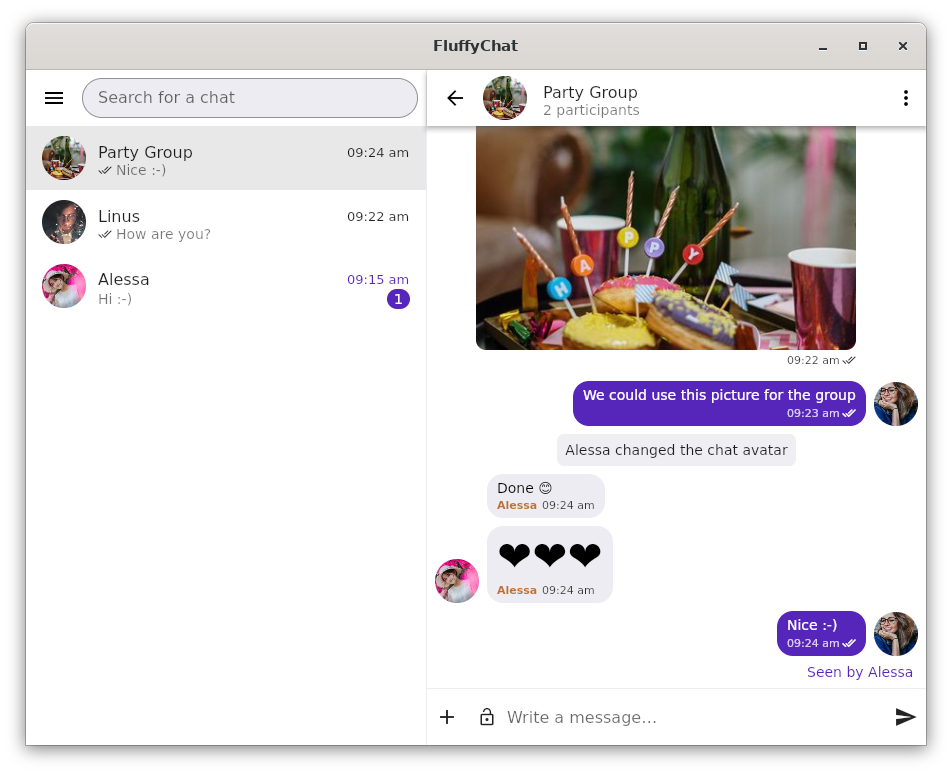 FluffyChat
Search for a chat
Party Group 09:24 am
Nice :-)
Linus 09:22 am
How are you?
Alessa 09:15 am
Hi :-) 1
Party Group
2 participants
HAPPY
09:22 am
We could use this picture for the group
09:23 am
Alessa changed the chat avatar
Done 😊
Alessa 09:24 am
❤❤❤
Alessa 09:24 am
Nice :-)
09:24 am
Seen by Alessa
Write a message...